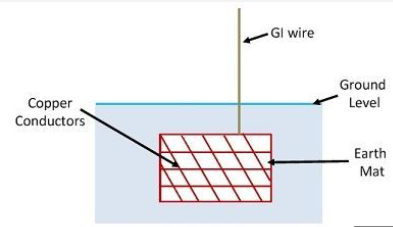 GI wire
Ground
Level
Copper
Conductors
Earth
Mat